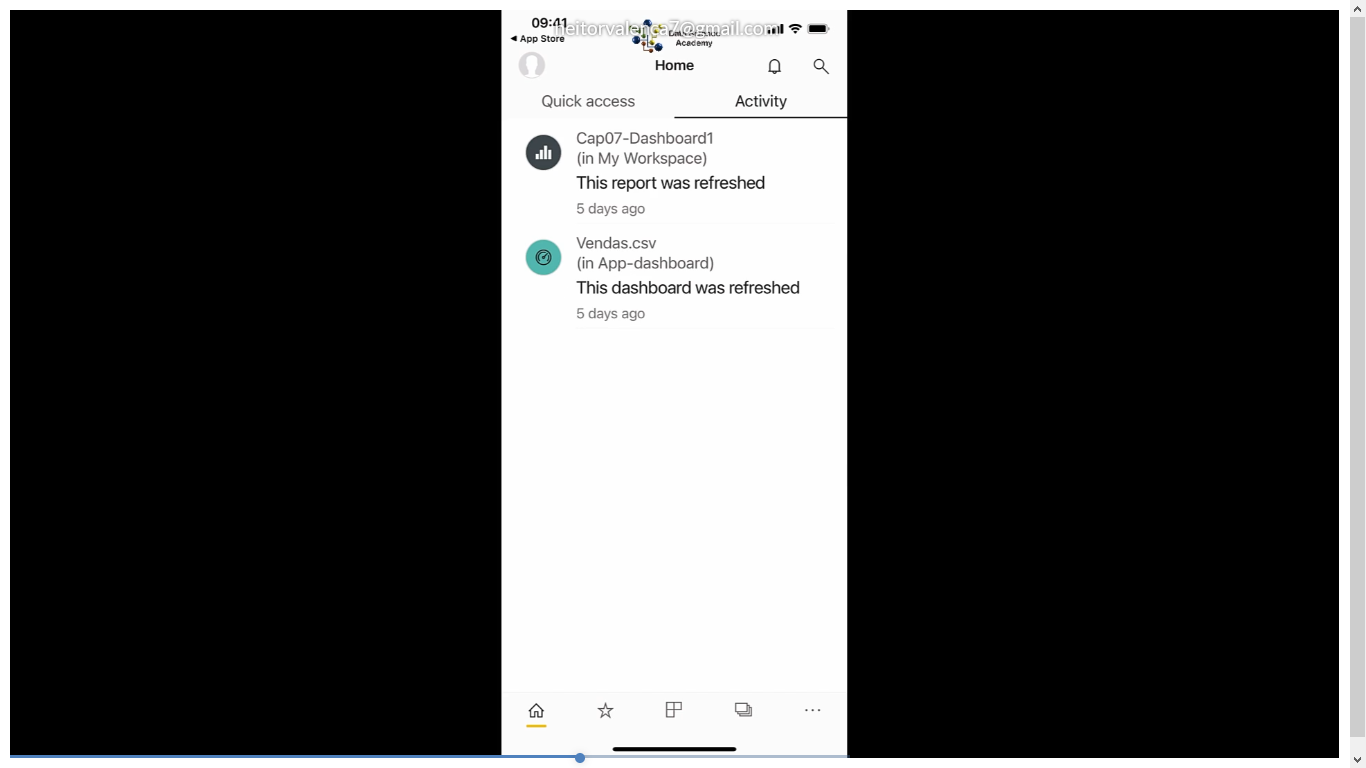 09:41
App Store
Academy
Home
Quick access
Activity
Cap07-Dashboard1
(in My Workspace)
This report was refreshed
5 days ago
Vendas.csv
(in App-dashboard)
This dashboard was refreshed
5 days ago